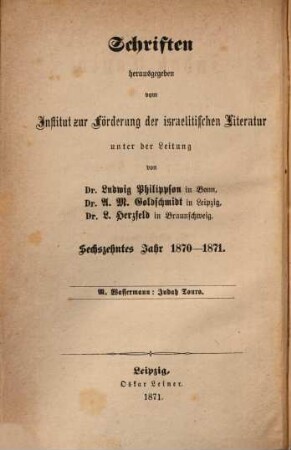 Schriften
herausgegeben
vom
Institut zur Förderung der israelitischen Literatur
unter der Leitung
von
Dr. Ludwig Philippson in Bonn,
Dr. A. M. Goldschmidt in Leipzig,
Dr. L. Herzfeld in Braunschweig.
Sechszehntes Jahr 1870—1871.
M. Wassermann: Judah Touro.
Leipzig,
Oskar Leiner.
1871.